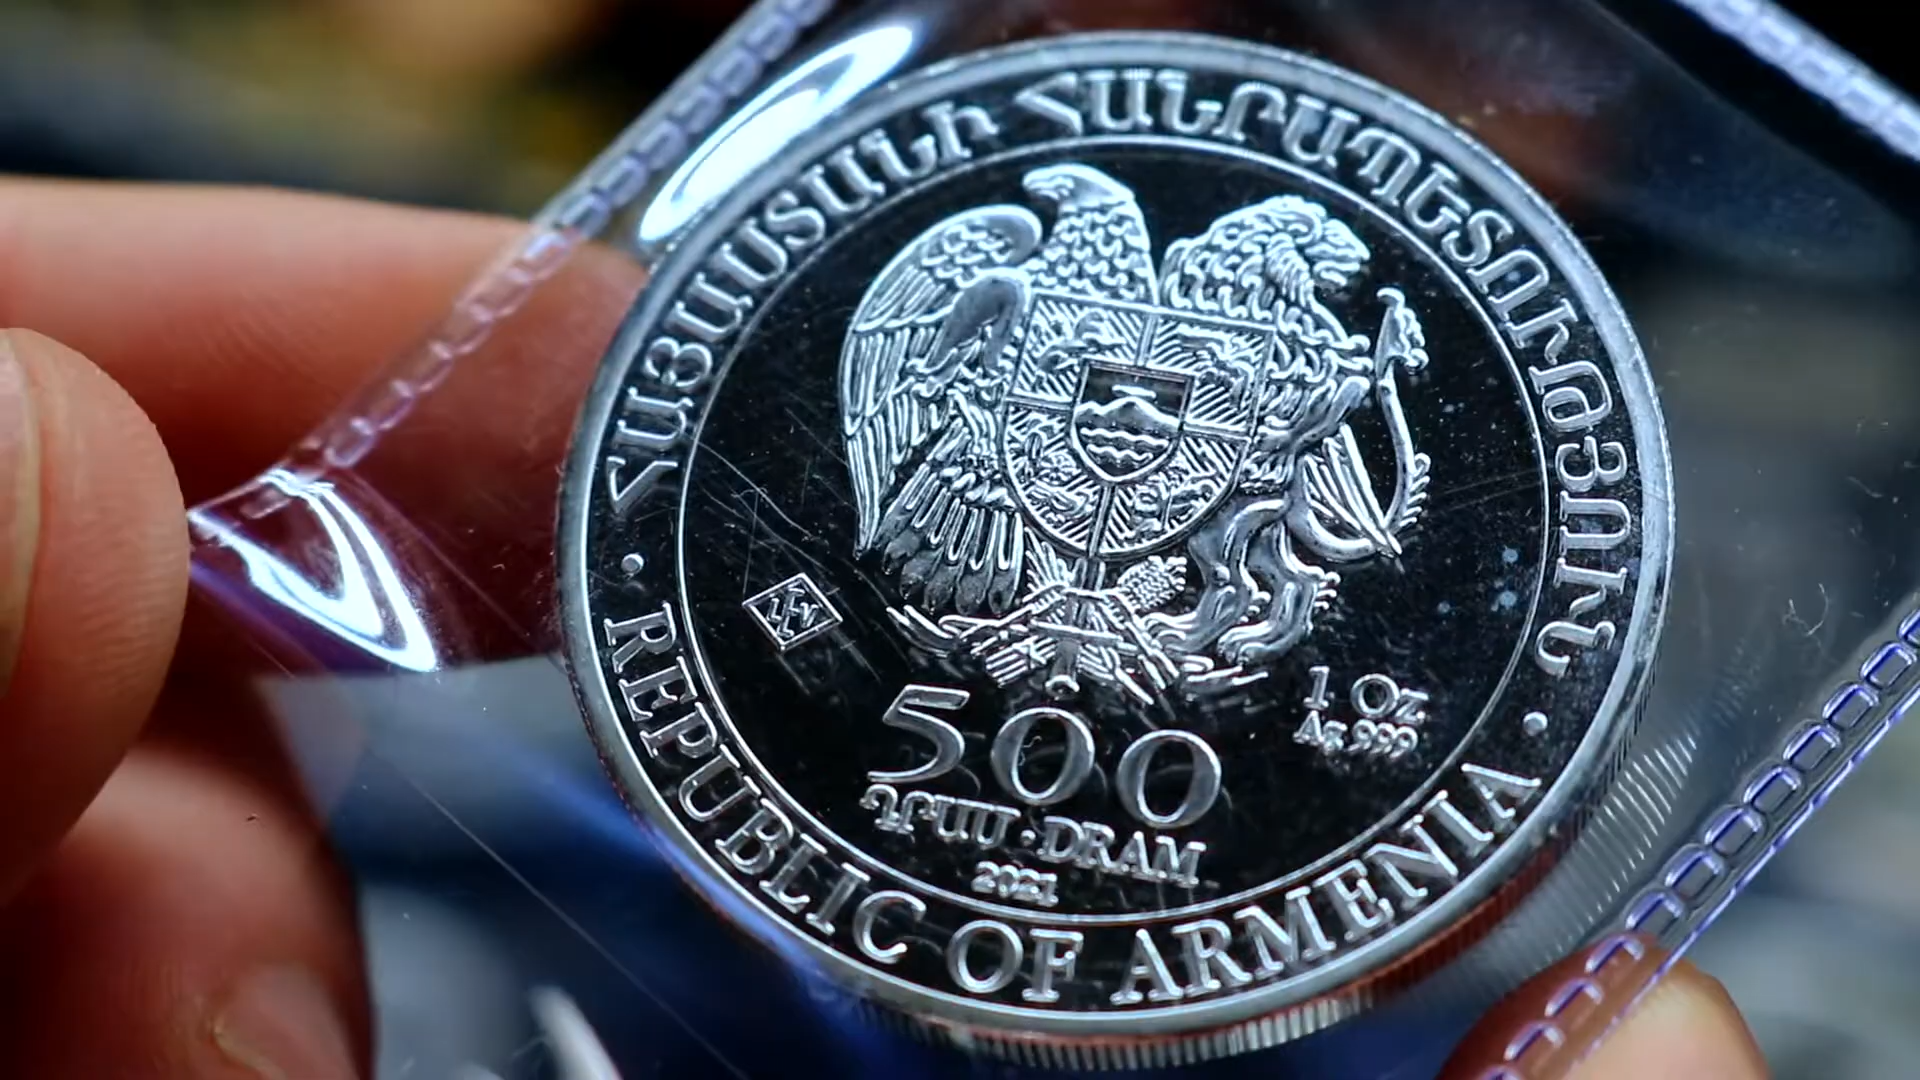 ՀԱՅԱՍՏԱՆԻ ՀԱՆՐԱՊԵՏՈՒԹՅՈՒՆ
1 Oz
Ag .999
500
ԴՐԱՄ · DRAM
2021
REPUBLIC OF ARMENIA